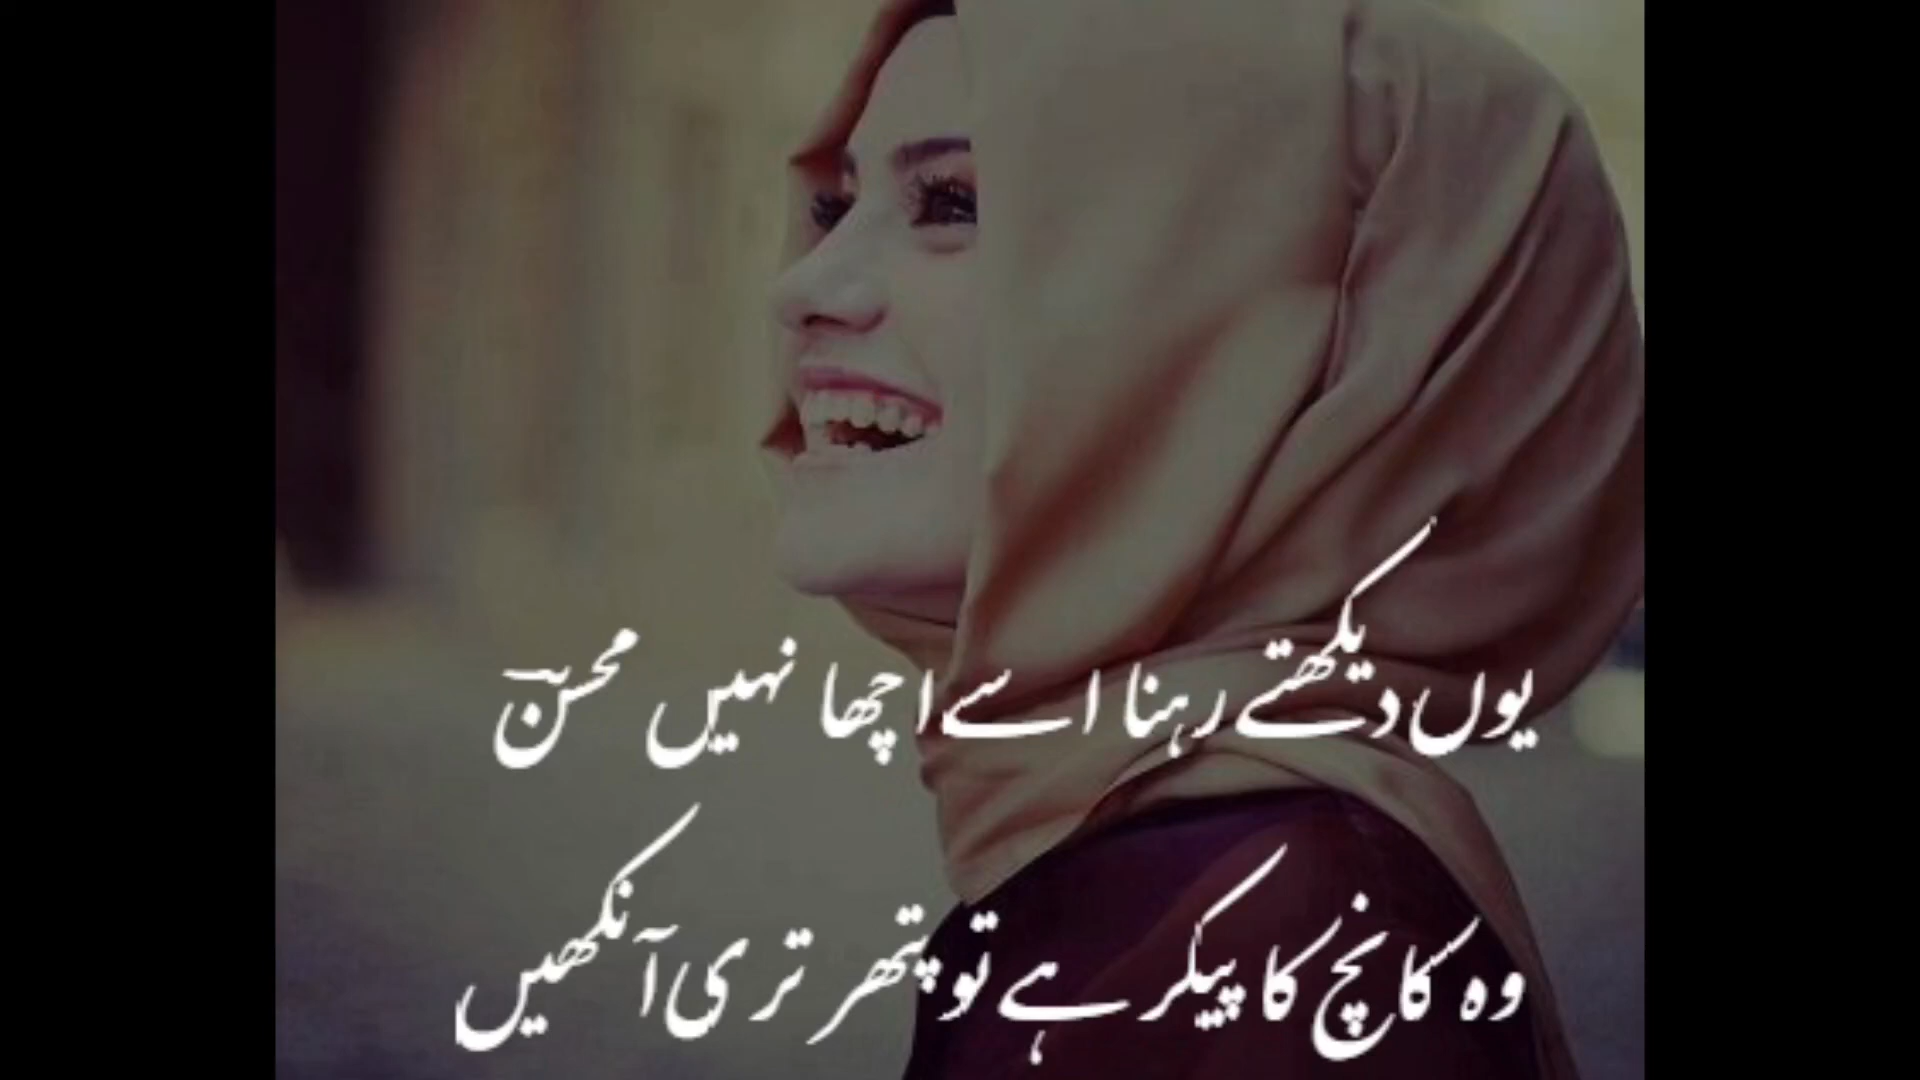 یوں دیکھتے رہنا اسے اچھا نہیں محسنؔ
وہ کانچ کا پیکر ہے تو پتھر تری آنکھیں